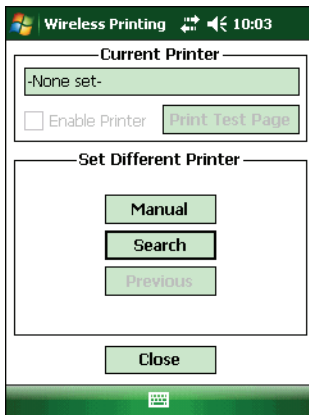 Wireless Printing 10:03
Current Printer
-None set-
Enable Printer Print Test Page
Set Different Printer
Manual
Search
Previous
Close